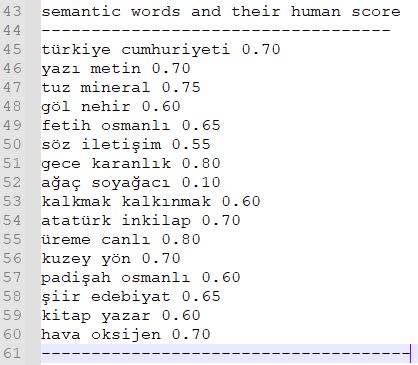 43 semantic words and their human score
44 -----------------------------------
45 türkiye cumhuriyeti 0.70
46 yazı metin 0.70
47 tuz mineral 0.75
48 göl nehir 0.60
49 fetih osmanlı 0.65
50 söz iletişim 0.55
51 gece karanlık 0.80
52 ağaç soyağacı 0.10
53 kalkmak kalkınmak 0.60
54 atatürk inkilap 0.70
55 üreme canlı 0.80
56 kuzey yön 0.70
57 padişah osmanlı 0.60
58 şiir edebiyat 0.65
59 kitap yazar 0.60
60 hava oksijen 0.70
61 -------------------------------------